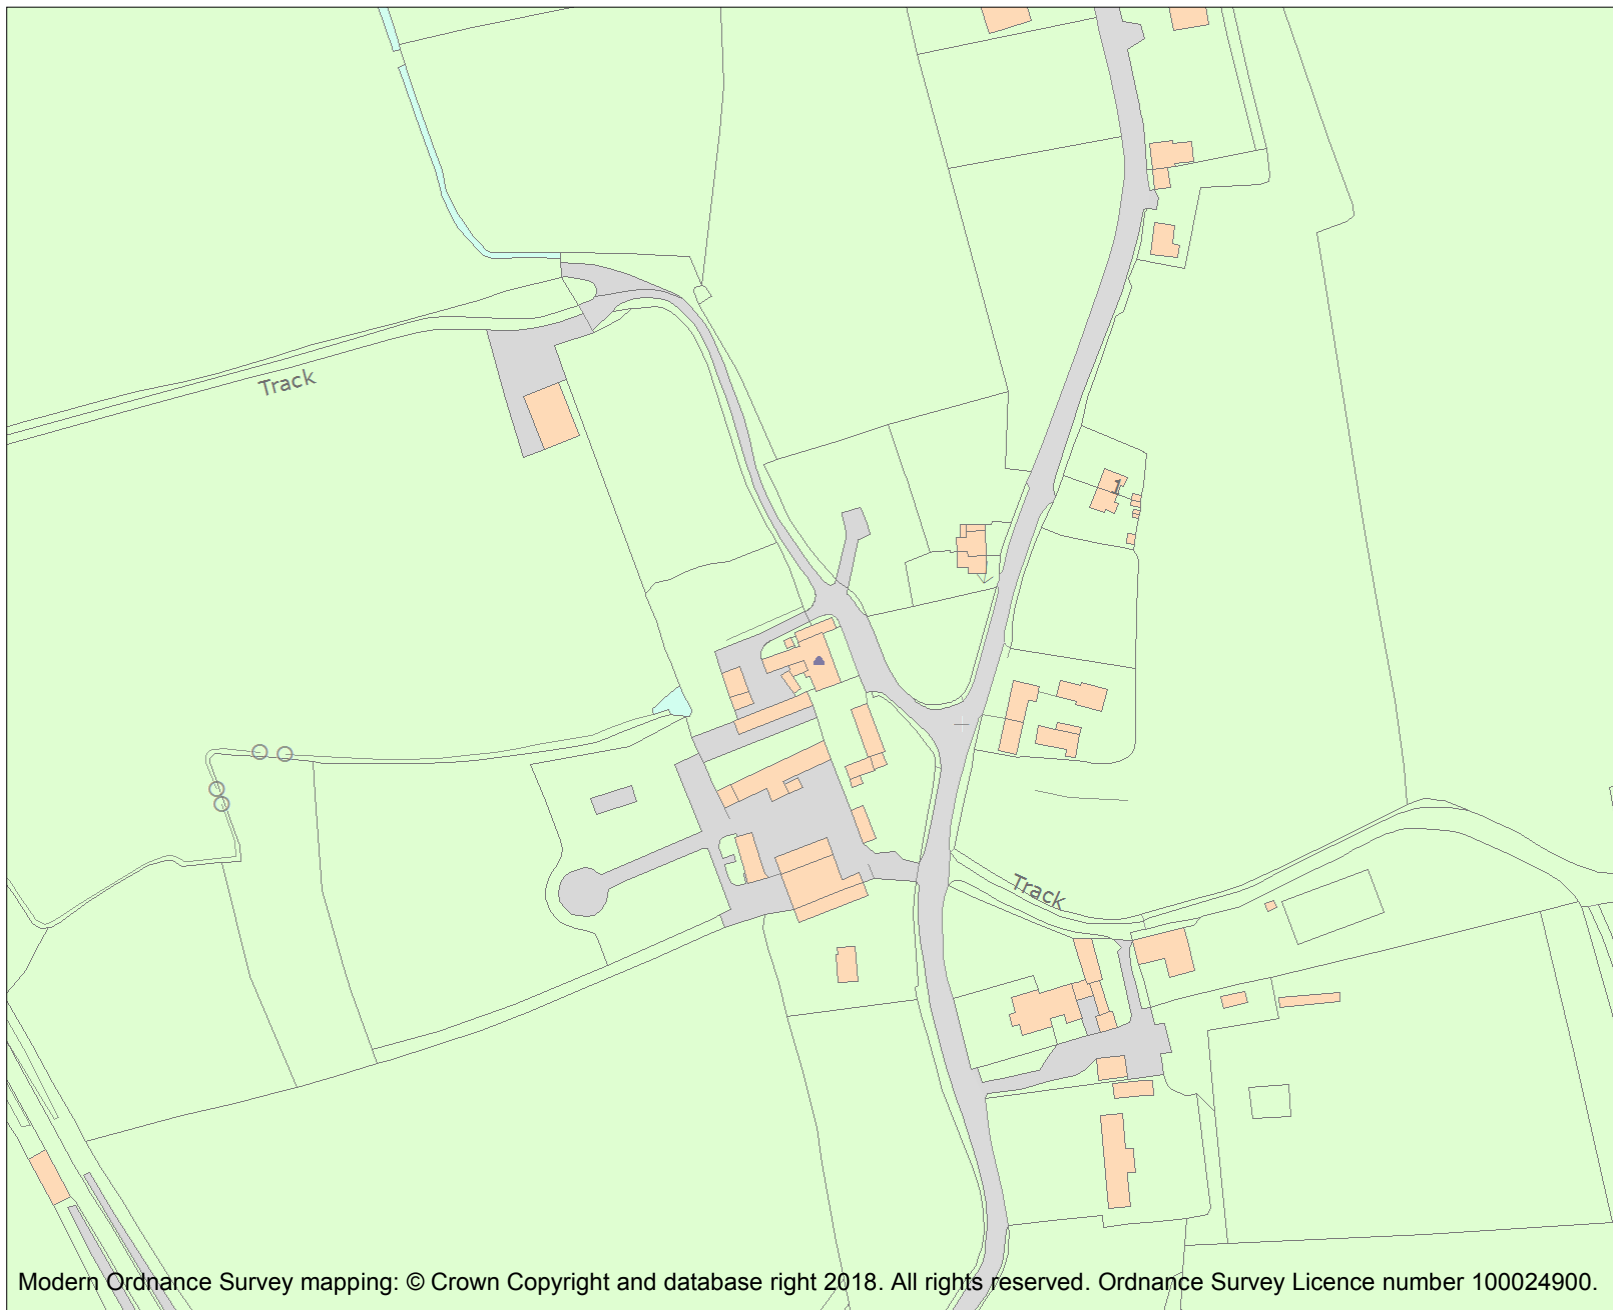 Track
1
Track
Modern Ordnance Survey mapping: © Crown Copyright and database right 2018. All rights reserved. Ordnance Survey Licence number 100024900.